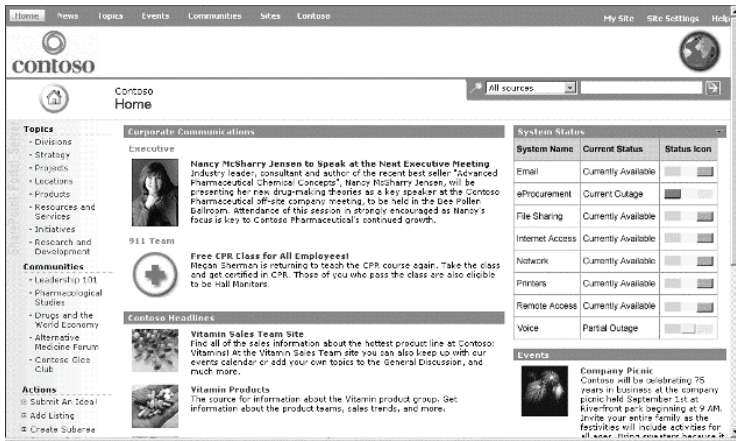 Home News Topics Events Communities Sites Contoso
My Site Site Settings Help
contoso
Contoso
Home
All sources
Topics
- Divisions
- Strategy
- Projects
- Locations
- Products
- Resources and
Services
- Initiatives
- Research and
Development
Communities
- Leadership 101
- Pharmacological
Studies
- Drugs and the
World Economy
- Alternative
Medicine Forum
- Contoso Glee
Club
Actions
Submit An Idea!
Add Listing
Create Subarea
Corporate Communications
Executive
Nancy McSharry Jensen to Speak at the Next Executive Meeting
Industry leader, consultant and author of the recent best seller "Advanced
Pharmaceutical Chemical Concepts", Nancy McSharry Jensen, will be
presenting her new drug-making theories as a key speaker at the Contoso
Pharmaceutical off-site company meeting, to be held in the Bee Pollen
Ballroom. Attendance of this session in strongly encouraged as Nancy's
focus is key to Contoso Pharmaceutical's continued growth.
911 Team
Free CPR Class for All Employees!
Megan Sherman is returning to teach the CPR course again. Take the class
and get certified in CPR. Those of you who pass the class are also eligible
to be Hall Monitors.
Contoso Headlines
Vitamin Sales Team Site
Find all of the sales information about the hottest product line at Contoso:
Vitamins! At the Vitamin Sales Team site you can also keep up with our
events calendar or add your own topics to the General Discussion, and
much more.
Vitamin Products
The source for information about the Vitamin product group. Get
information about the product teams, sales trends, and more.
System Status
System Name Current Status Status Icon
Email Currently Available
eProcurement Current Outage
File Sharing Currently Available
Internet Access Currently Available
Network Currently Available
Printers Currently Available
Remote Access Currently Available
Voice Partial Outage
Events
Company Picnic
Contoso will be celebrating 75
years in business at the company
picnic held September 1st at
Riverfront park beginning at 9 AM.
Invite your entire family as the
festivities will include activities for
all ages. Bring sweaters because it